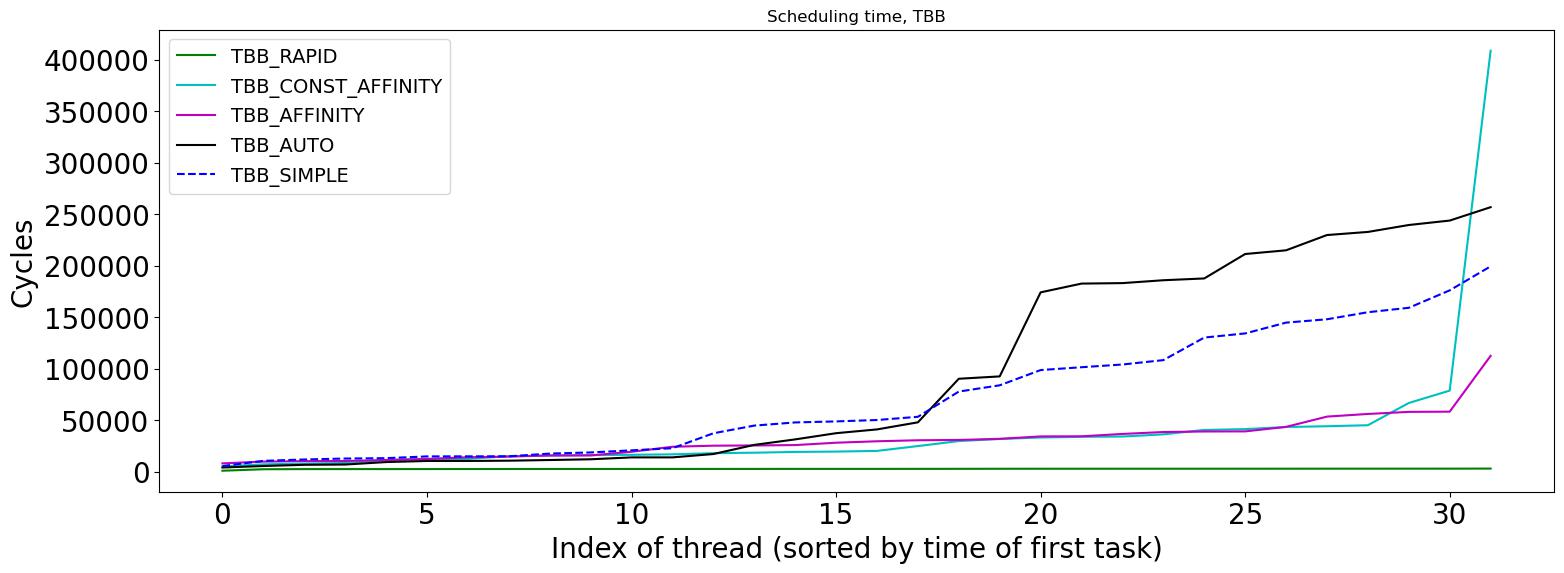 Scheduling time, TBB
TBB_RAPID
TBB_CONST_AFFINITY
TBB_AFFINITY
TBB_AUTO
TBB_SIMPLE
Cycles
400000
350000
300000
250000
200000
150000
100000
50000
0
0 5 10 15 20 25 30
Index of thread (sorted by time of first task)